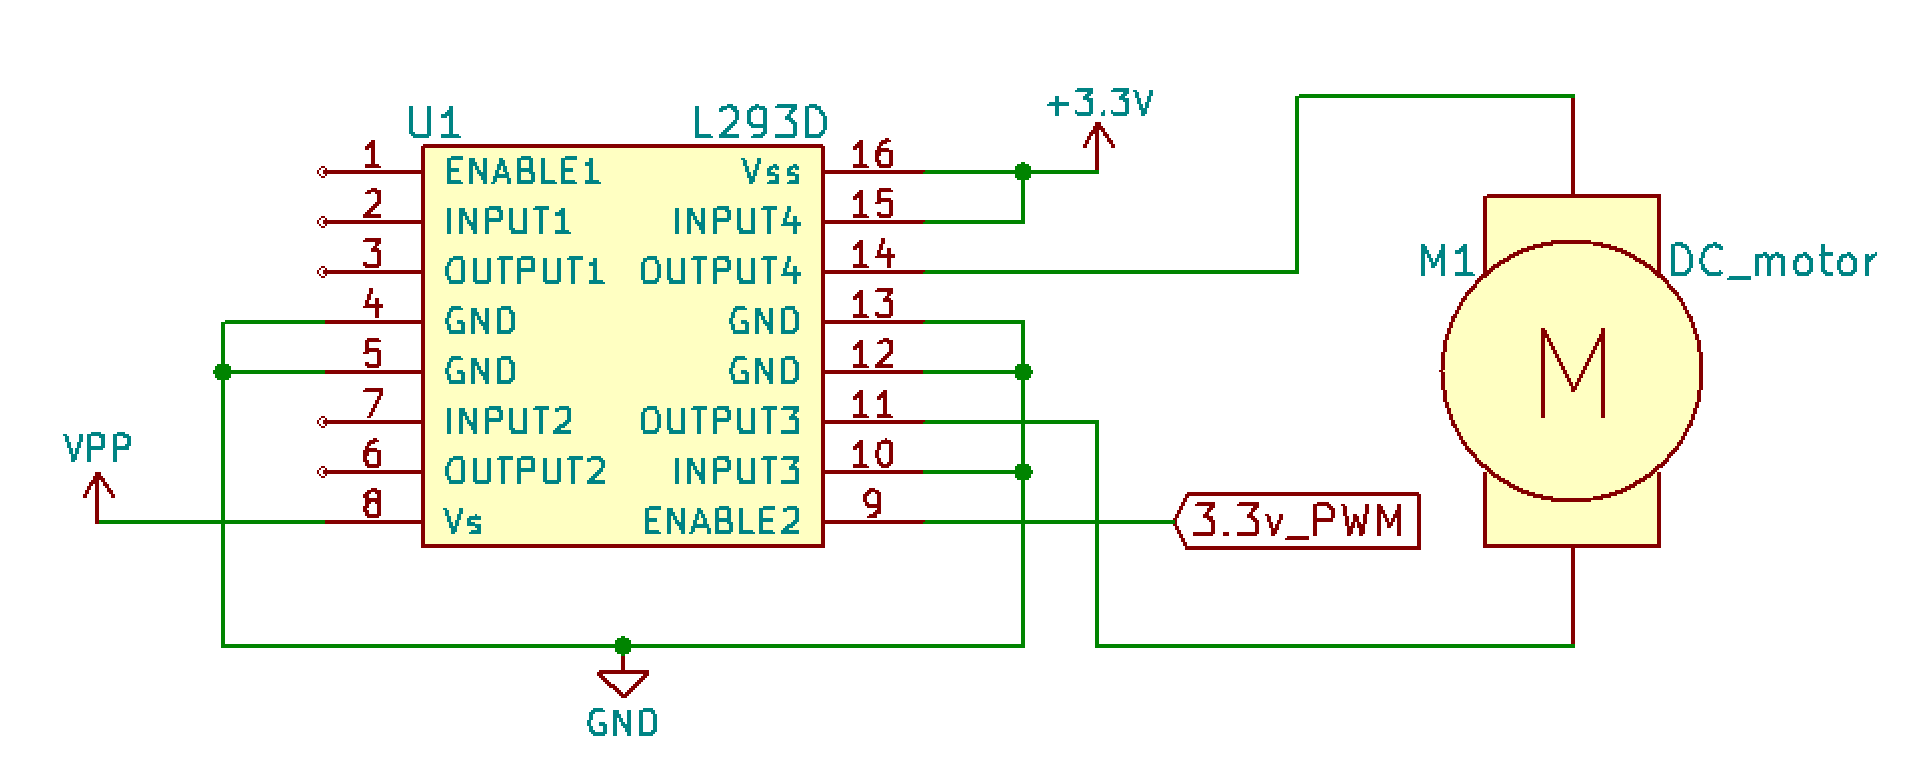 U1 L293D
+3.3V
1 ENABLE1 Vss 16
2 INPUT1 INPUT4 15
3 OUTPUT1 OUTPUT4 14
4 GND GND 13
5 GND GND 12
7 INPUT2 OUTPUT3 11
6 OUTPUT2 INPUT3 10
8 Vs ENABLE2 9
VPP
3.3v_PWM
M1 DC_motor
M
GND